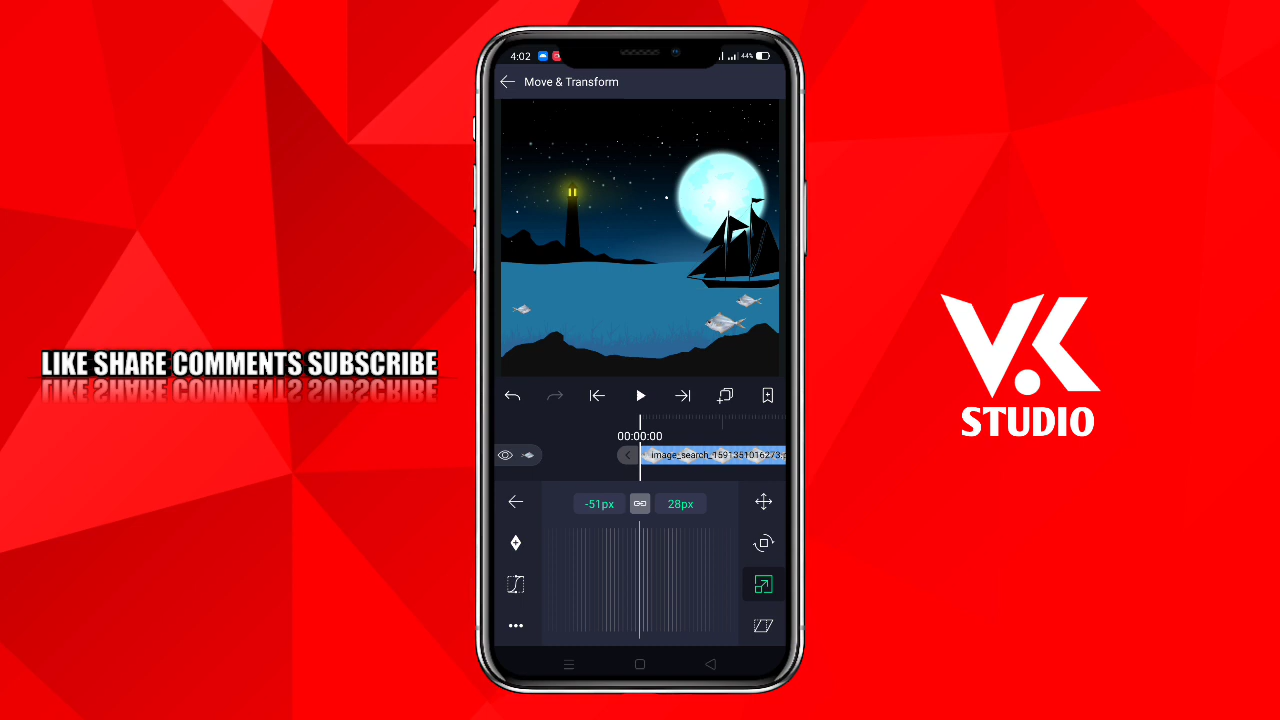 4:02
44%
Move & Transform
00:00:00
image_search_1591351016273.p
-51px
28px
LIKE SHARE COMMENTS SUBSCRIBE
VK
STUDIO